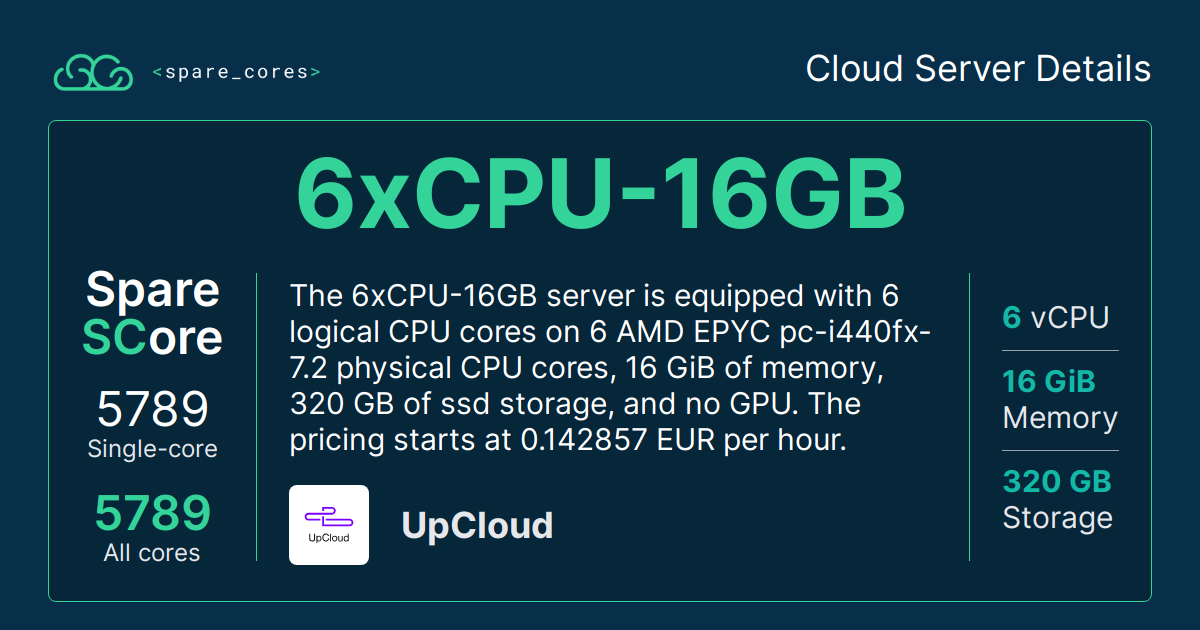 <spare_cores>
Cloud Server Details
6xCPU-16GB
Spare
SCore
5789
Single-core
5789
All cores
The 6xCPU-16GB server is equipped with 6
logical CPU cores on 6 AMD EPYC pc-i440fx-
7.2 physical CPU cores, 16 GiB of memory,
320 GB of ssd storage, and no GPU. The
pricing starts at 0.142857 EUR per hour.
UpCloud
UpCloud
6 vCPU
16 GiB
Memory
320 GB
Storage